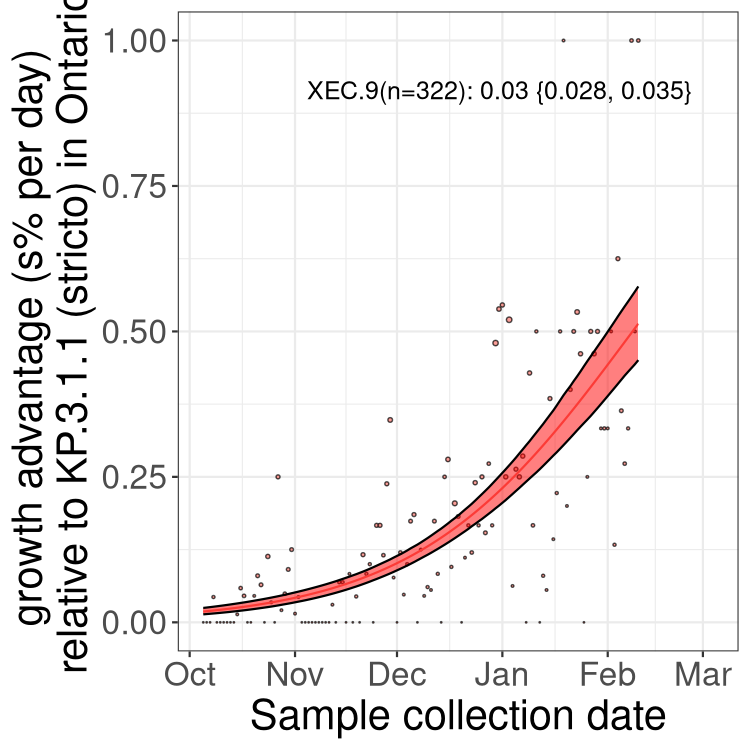 growth advantage (s% per day)
relative to KP.3.1.1 (stricto) in Ontario
1.00
0.75
0.50
0.25
0.00
XEC.9(n=322): 0.03 {0.028, 0.035}
Oct Nov Dec Jan Feb Mar
Sample collection date